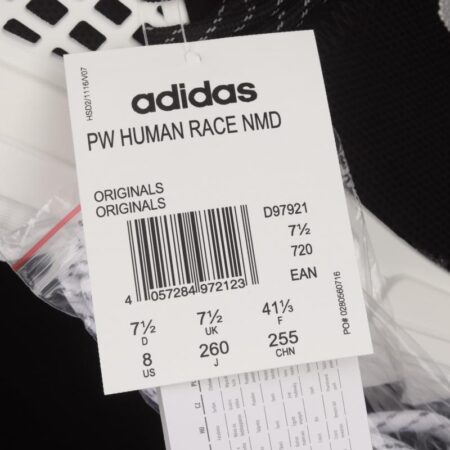 HSD2/1116/V07
adidas
PW HUMAN RACE NMD
ORIGINALS
ORIGINALS
D97921
7½
720
EAN
4 057284 972123
7½ 7½ 41⅓
D UK F
8 260 255
US J CHN
PO# 0280560716